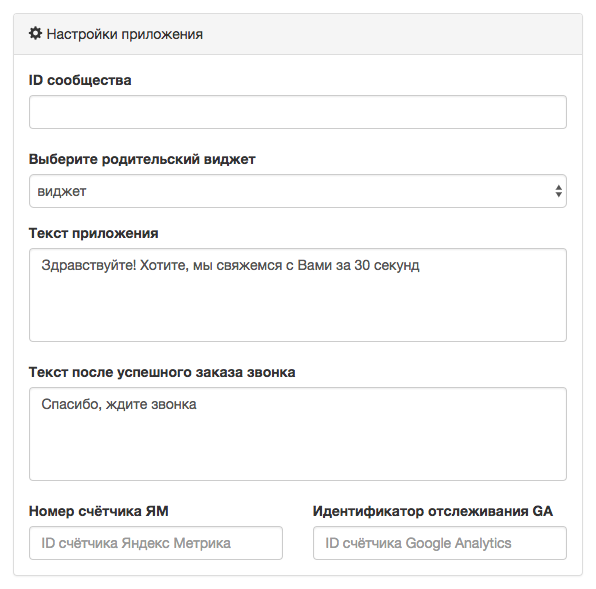 Настройки приложения
ID сообщества
Выберите родительский виджет
виджет
Текст приложения
Здравствуйте! Хотите, мы свяжемся с Вами за 30 секунд
Текст после успешного заказа звонка
Спасибо, ждите звонка
Номер счётчика ЯМ
Идентификатор отслеживания GA
ID счётчика Яндекс Метрика
ID счётчика Google Analytics